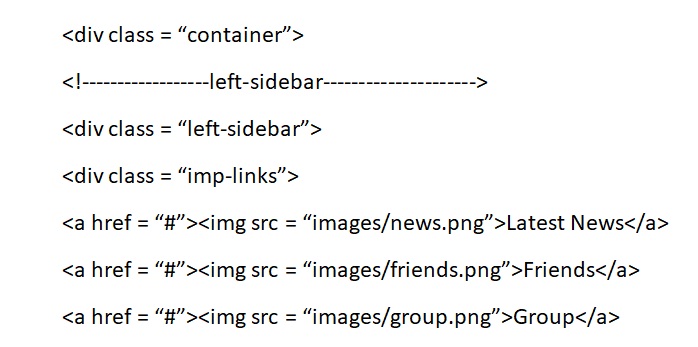 <div class = “container”>
<!------------------left-sidebar---------------------->
<div class = “left-sidebar”>
<div class = “imp-links”>
<a href = “#”><img src = “images/news.png”>Latest News</a>
<a href = “#”><img src = “images/friends.png”>Friends</a>
<a href = “#”><img src = “images/group.png”>Group</a>